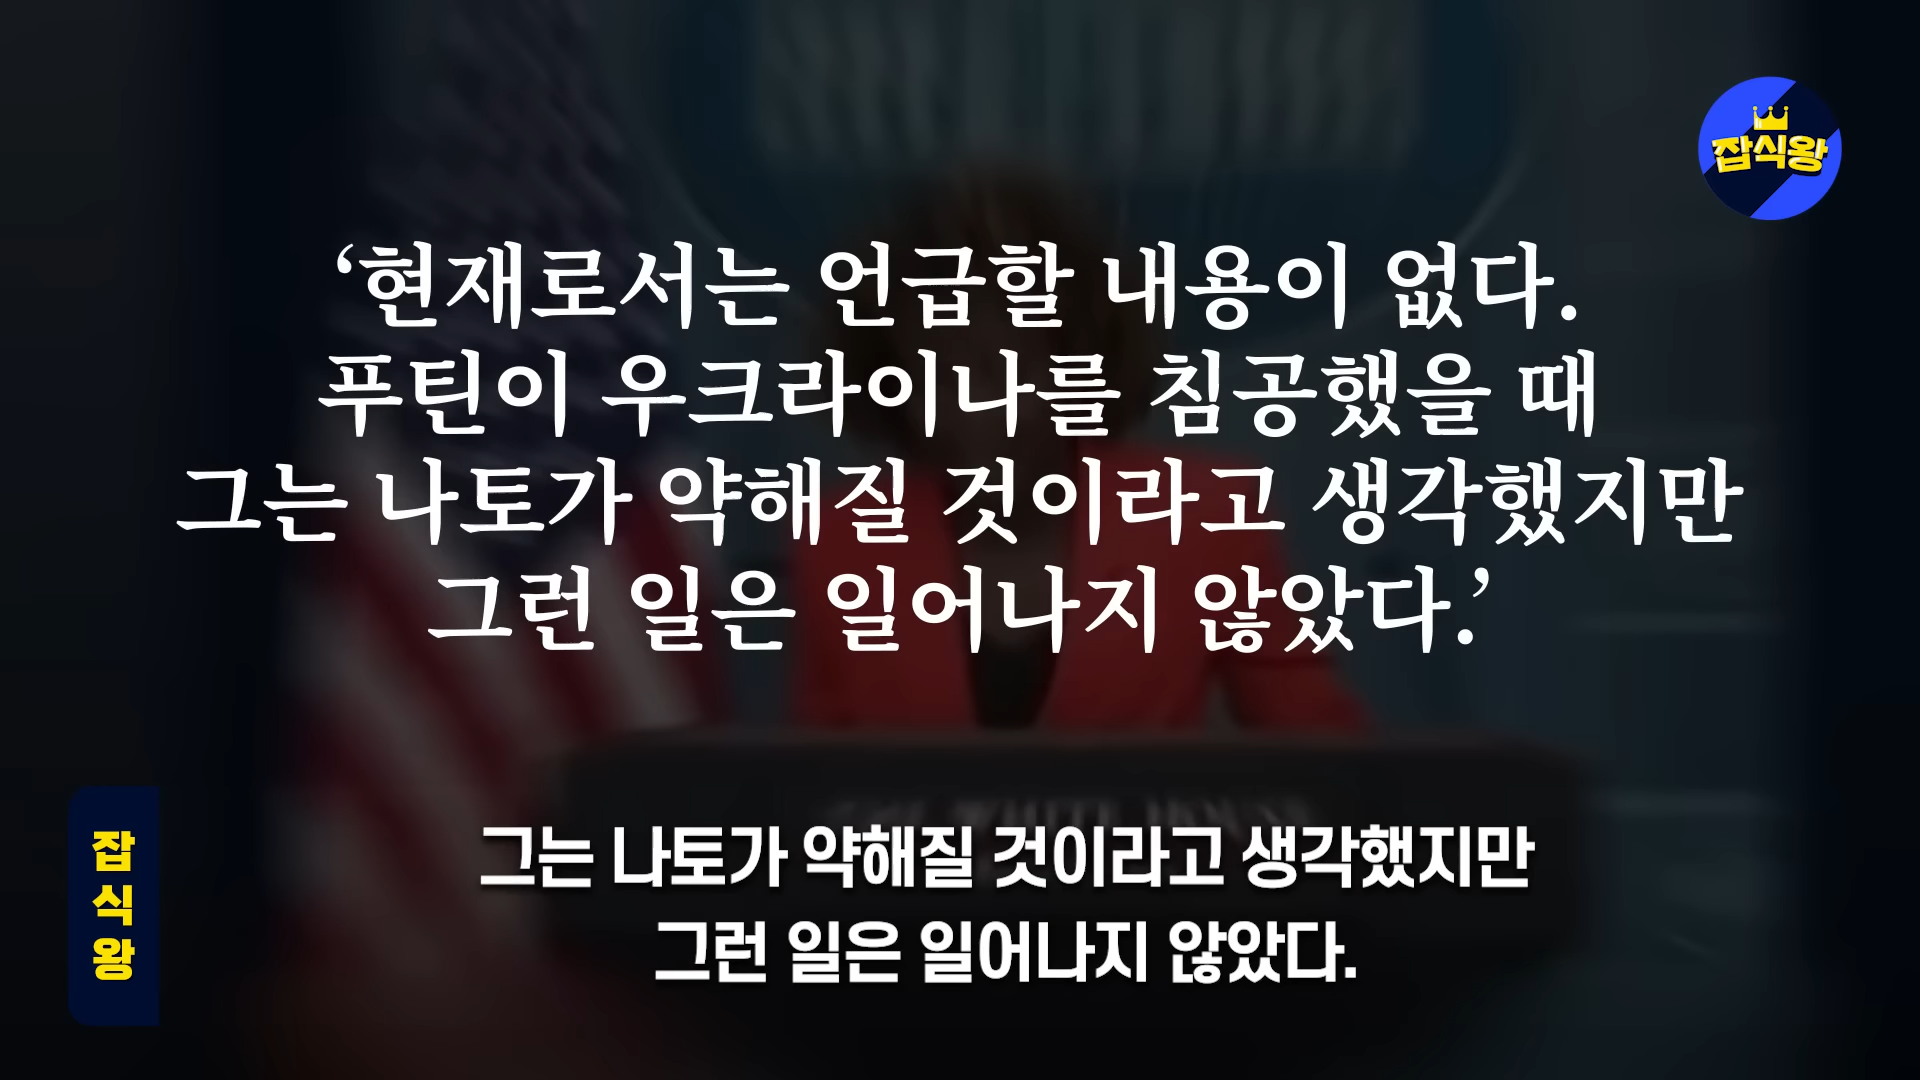 잡식왕
‘현재로서는 언급할 내용이 없다.
푸틴이 우크라이나를 침공했을 때
그는 나토가 약해질 것이라고 생각했지만
그런 일은 일어나지 않았다.’
THE WHITE HOUSE
잡식왕
그는 나토가 약해질 것이라고 생각했지만
그런 일은 일어나지 않았다.